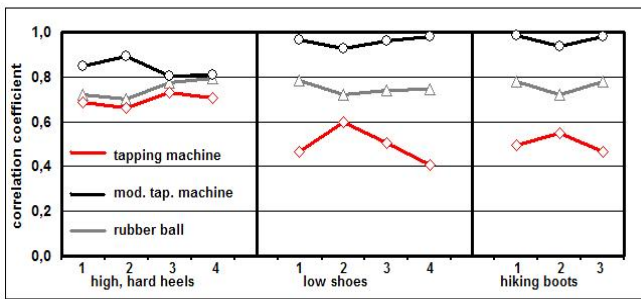 correlation coefficient
1,0
0,8
0,6
0,4
0,2
0,0
tapping machine
mod. tap. machine
rubber ball
1 2 3 4 1 2 3 4 1 2 3
high, hard heels low shoes hiking boots